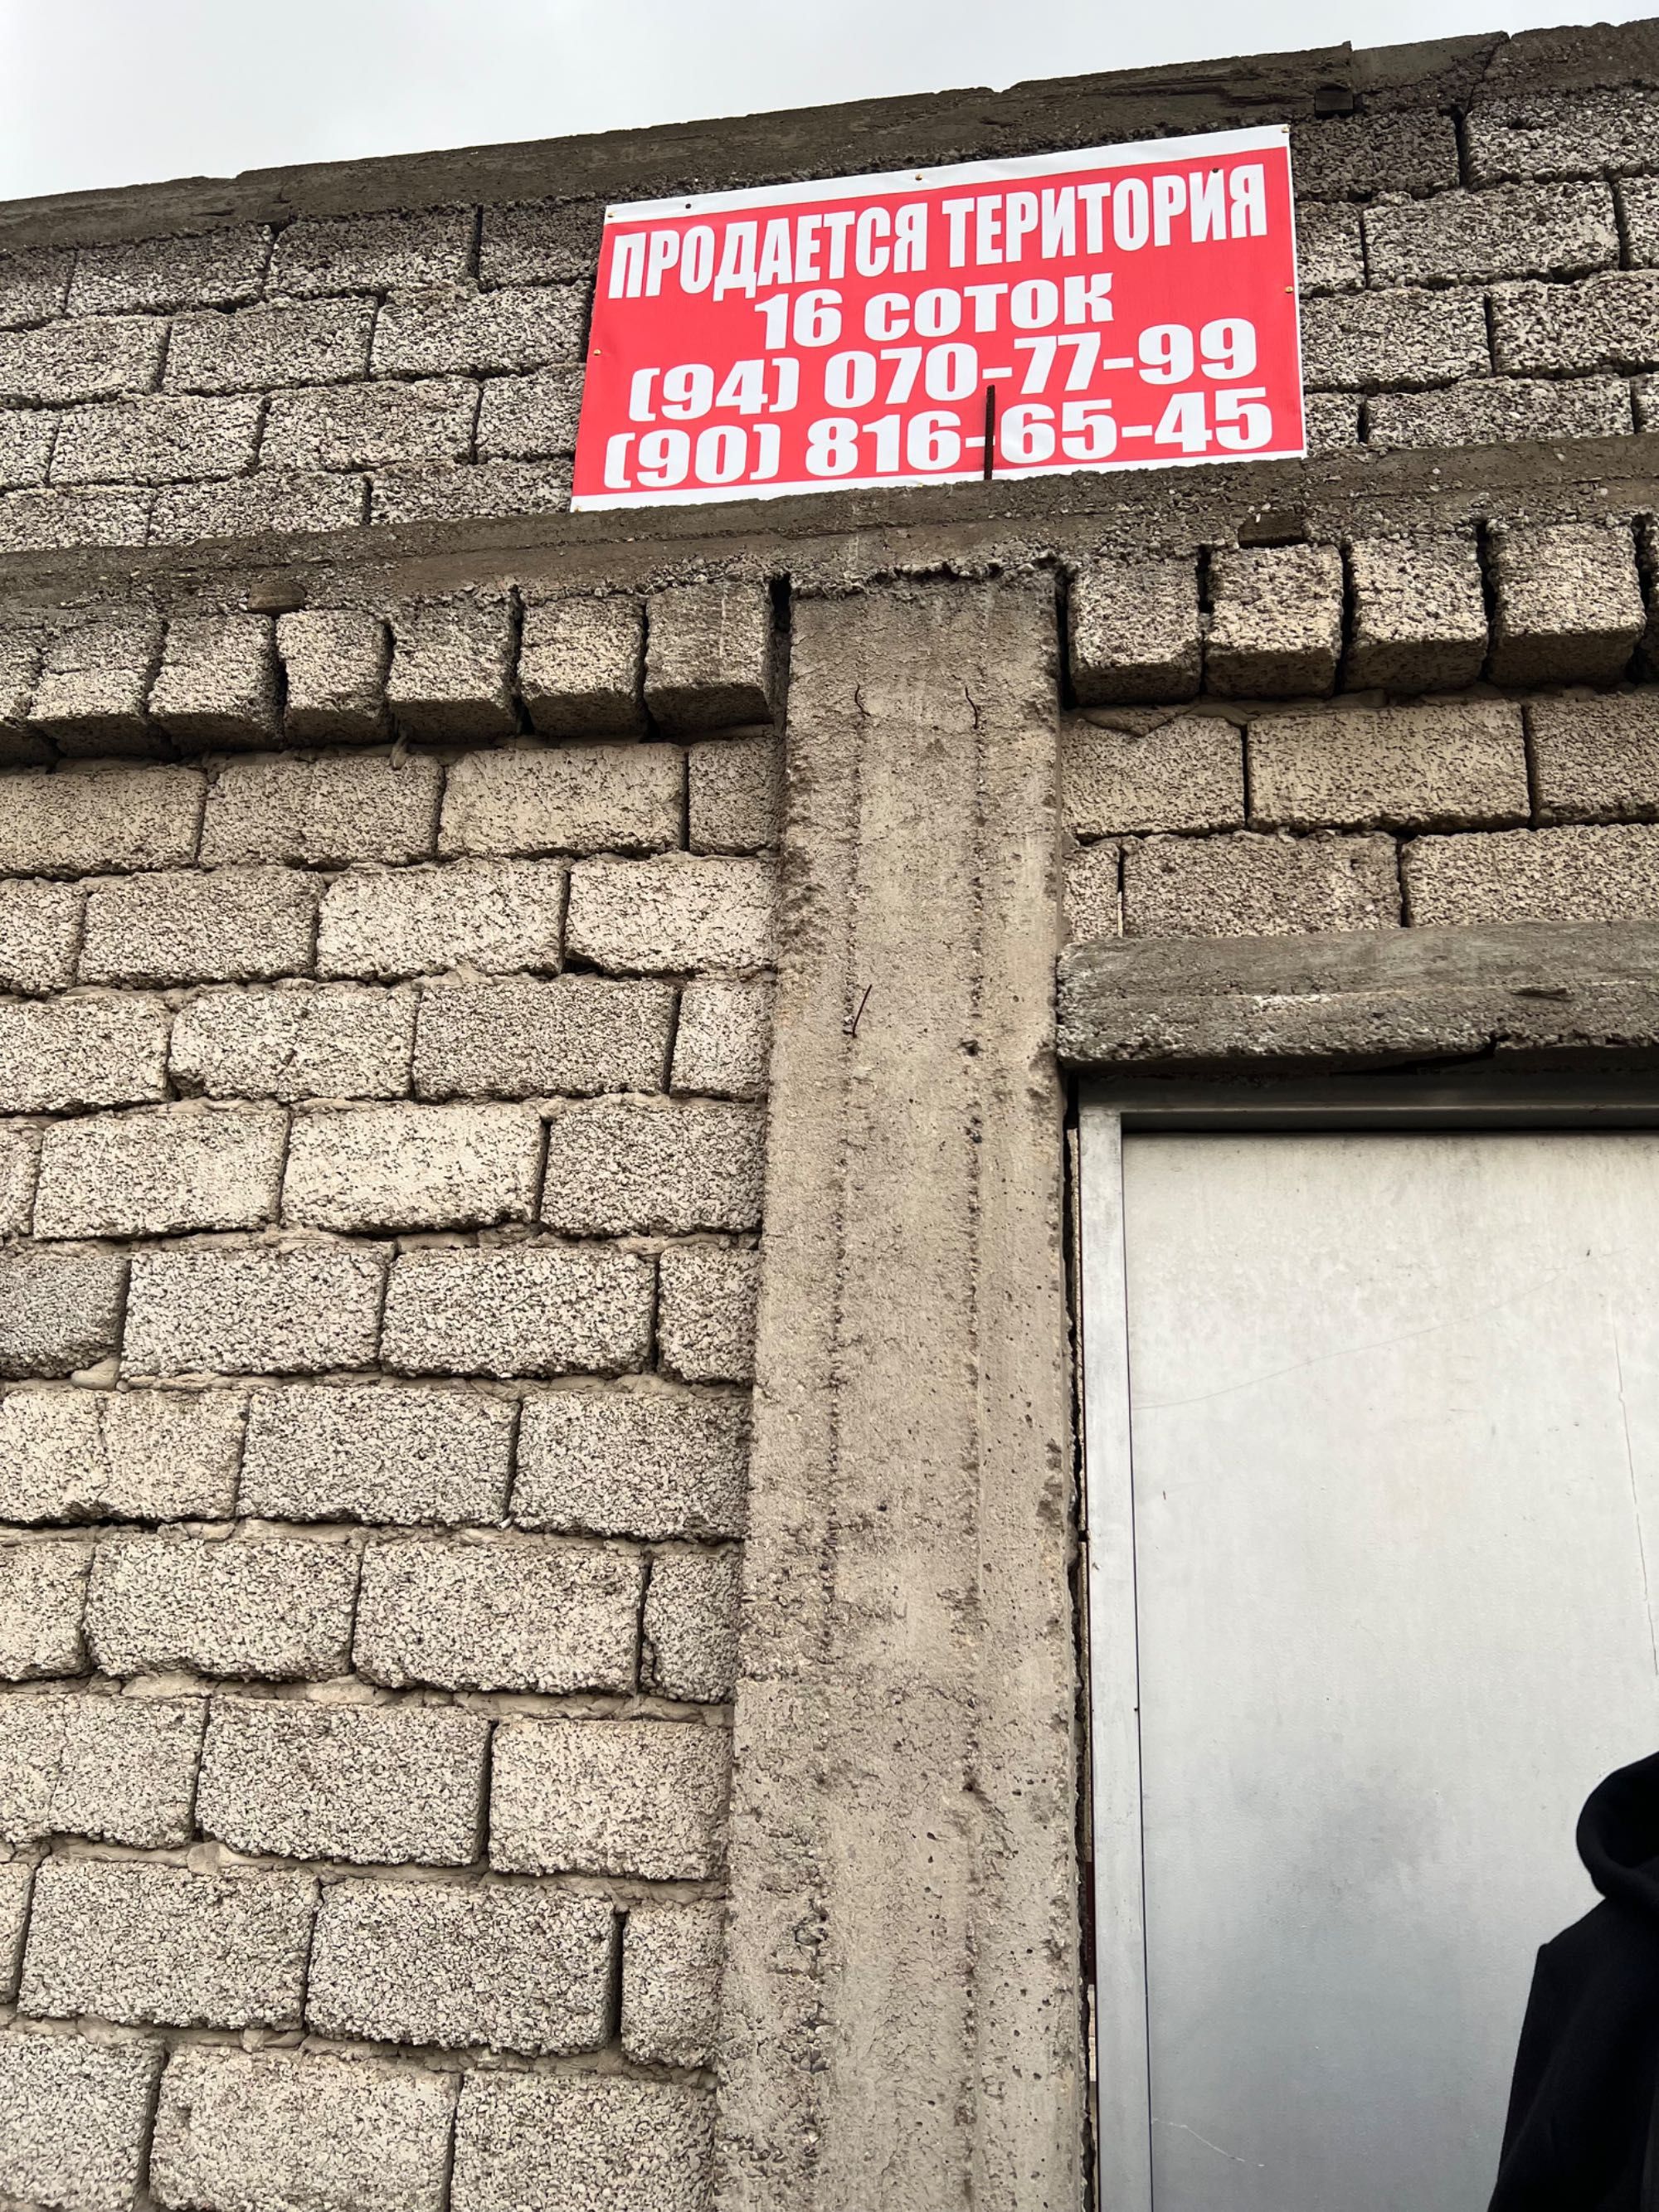 ПРОДАЕТСЯ ТЕРИТОРИЯ
16 СОТОК
(94) 070-77-99
(90) 816-65-45